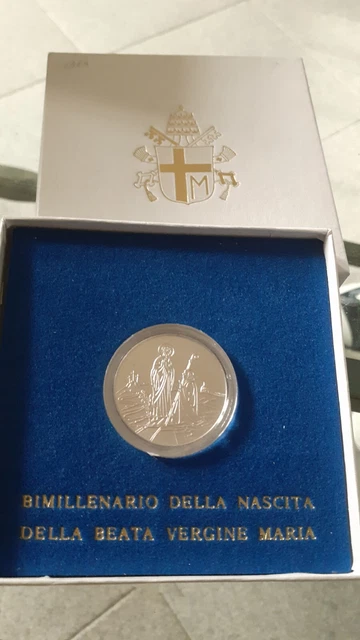 M
BIMILLENARIO DELLA NASCITA
DELLA BEATA VERGINE MARIA